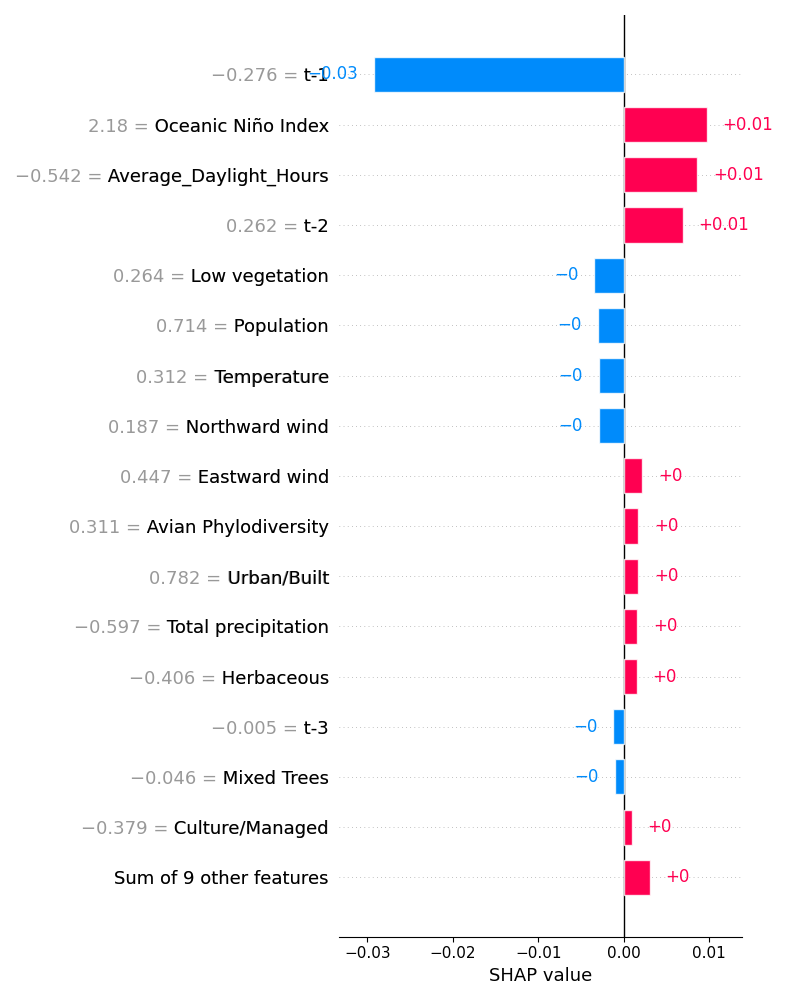 −0.276 = t-1 −0.03
2.18 = Oceanic Niño Index +0.01
−0.542 = Average_Daylight_Hours +0.01
0.262 = t-2 +0.01
0.264 = Low vegetation −0
0.714 = Population −0
0.312 = Temperature −0
0.187 = Northward wind −0
0.447 = Eastward wind +0
0.311 = Avian Phylodiversity +0
0.782 = Urban/Built +0
−0.597 = Total precipitation +0
−0.406 = Herbaceous +0
−0.005 = t-3 −0
−0.046 = Mixed Trees −0
−0.379 = Culture/Managed +0
Sum of 9 other features +0
−0.03 −0.02 −0.01 0.00 0.01
SHAP value